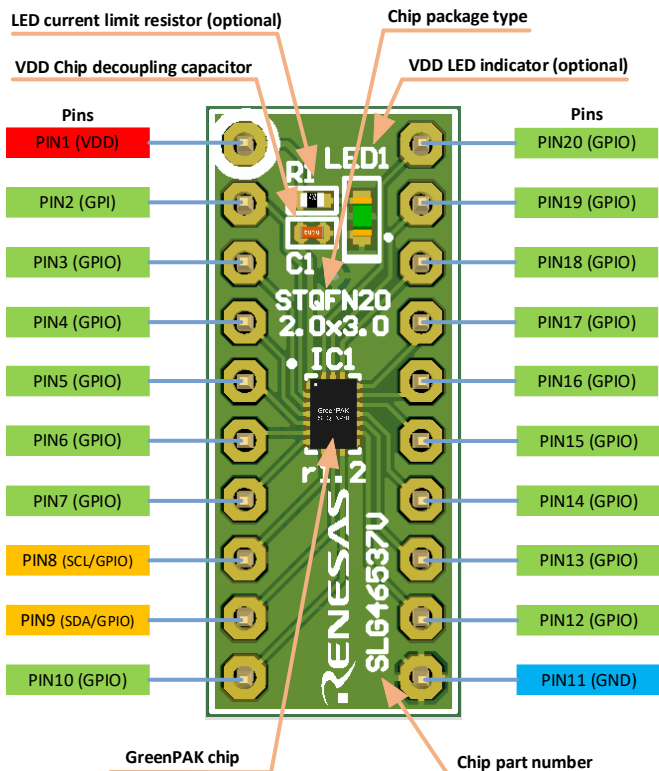 LED current limit resistor (optional)
Chip package type
VDD Chip decoupling capacitor
VDD LED indicator (optional)
Pins
Pins
PIN1 (VDD)
PIN20 (GPIO)
PIN2 (GPI)
PIN19 (GPIO)
PIN3 (GPIO)
PIN18 (GPIO)
PIN4 (GPIO)
PIN17 (GPIO)
PIN5 (GPIO)
PIN16 (GPIO)
PIN6 (GPIO)
PIN15 (GPIO)
PIN7 (GPIO)
PIN14 (GPIO)
PIN8 (SCL/GPIO)
PIN13 (GPIO)
PIN9 (SDA/GPIO)
PIN12 (GPIO)
PIN10 (GPIO)
PIN11 (GND)
LED1
R1
C1
STQFN20
2.0x3.0
IC1
GreenPAK
r1.2
RENESAS
SLG46537V
GreenPAK chip
Chip part number